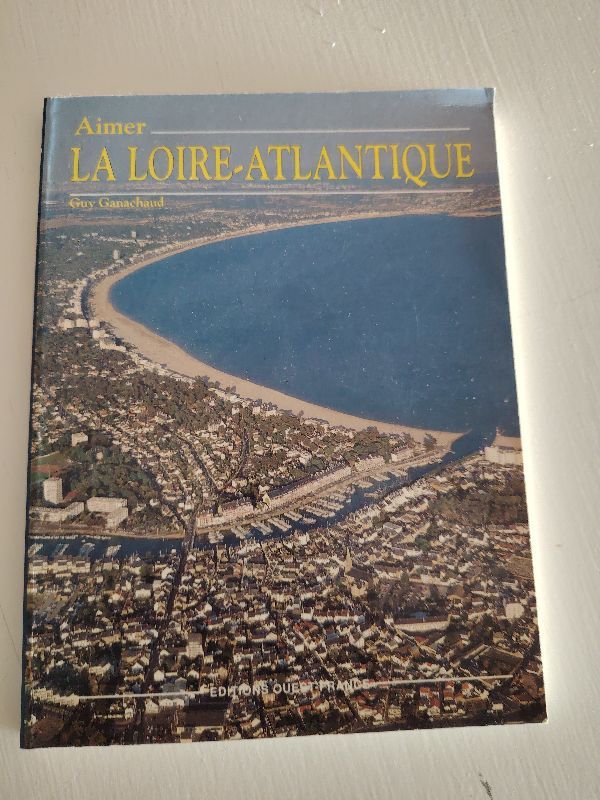 Aimer
LA LOIRE-ATLANTIQUE
Guy Ganachaud
EDITIONS OUEST-FRANCE